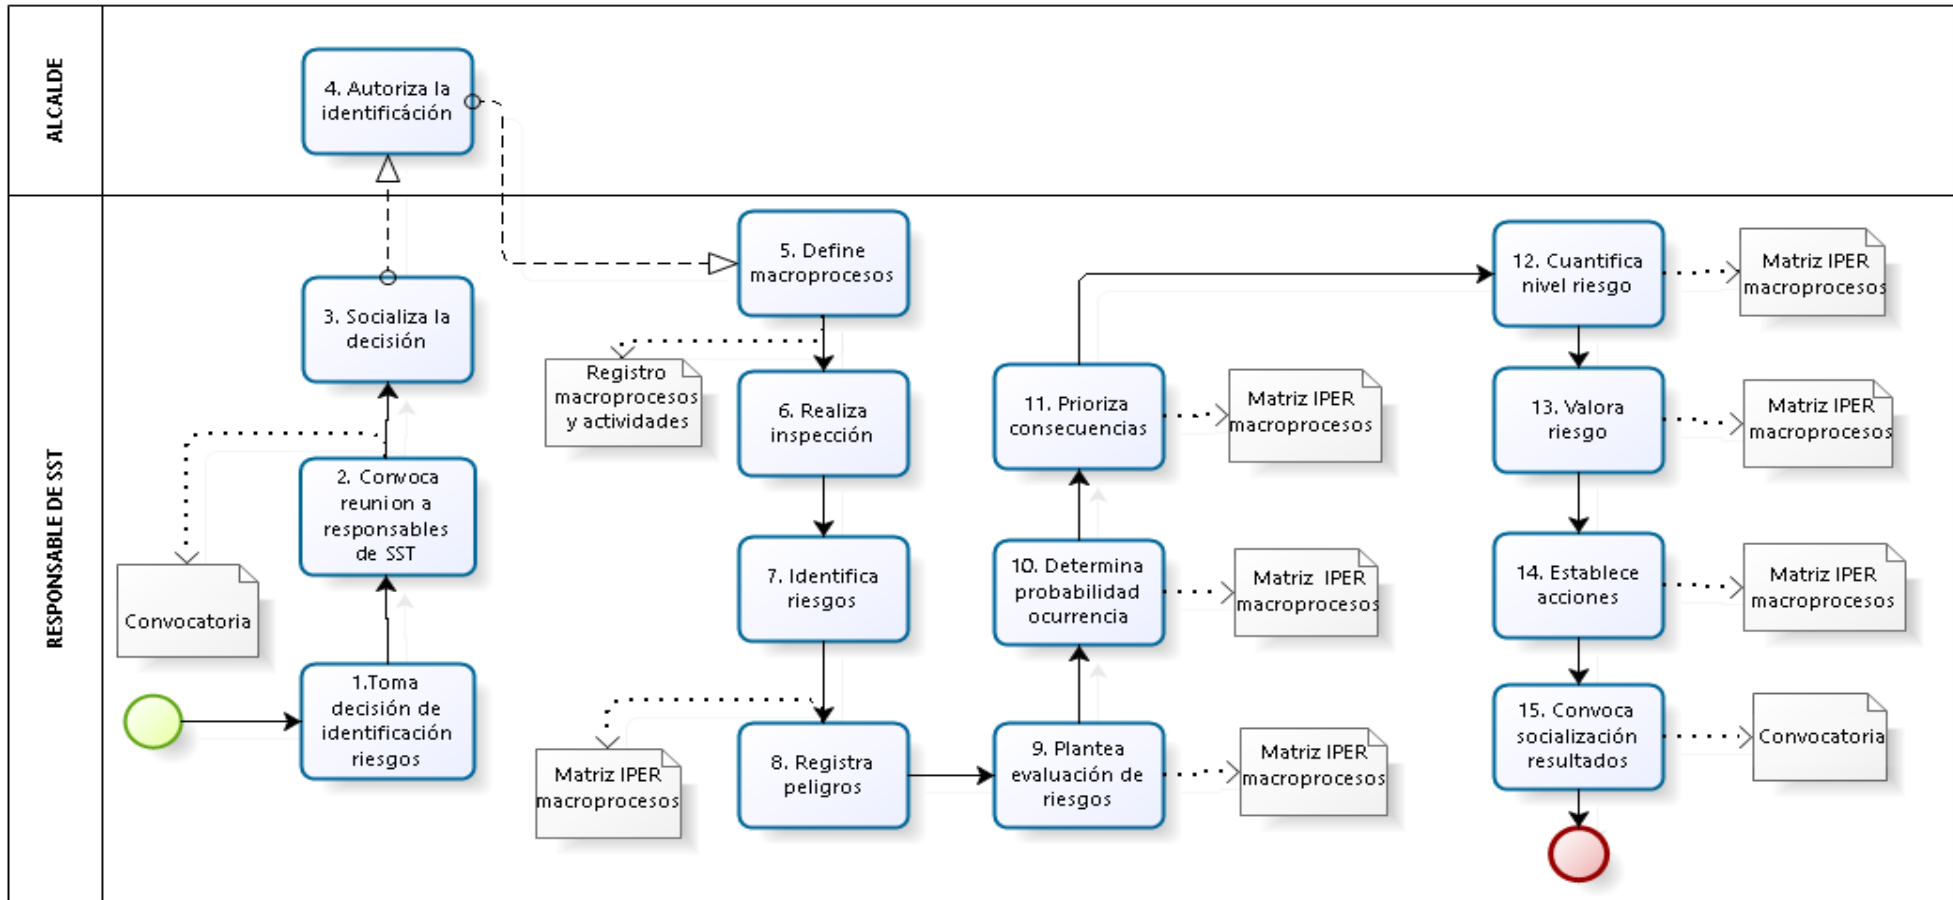 ALCALDE
4. Autoriza la
identificáción
RESPONSABLE DE SST
1.Toma
decisión de
identificación
riesgos
2. Convoca
reunion a
responsables
de SST
Convocatoria
3. Socializa la
decisión
5. Define
macroprocesos
Registro
macroprocesos
y actividades
6. Realiza
inspección
7. Identifica
riesgos
8. Registra
peligros
Matriz IPER
macroprocesos
9. Plantea
evaluación de
riesgos
Matriz IPER
macroprocesos
10. Determina
probabilidad
ocurrencia
Matriz IPER
macroprocesos
11. Prioriza
consecuencias
Matriz IPER
macroprocesos
12. Cuantifica
nivel riesgo
Matriz IPER
macroprocesos
13. Valora
riesgo
Matriz IPER
macroprocesos
14. Establece
acciones
Matriz IPER
macroprocesos
15. Convoca
socialización
resultados
Convocatoria